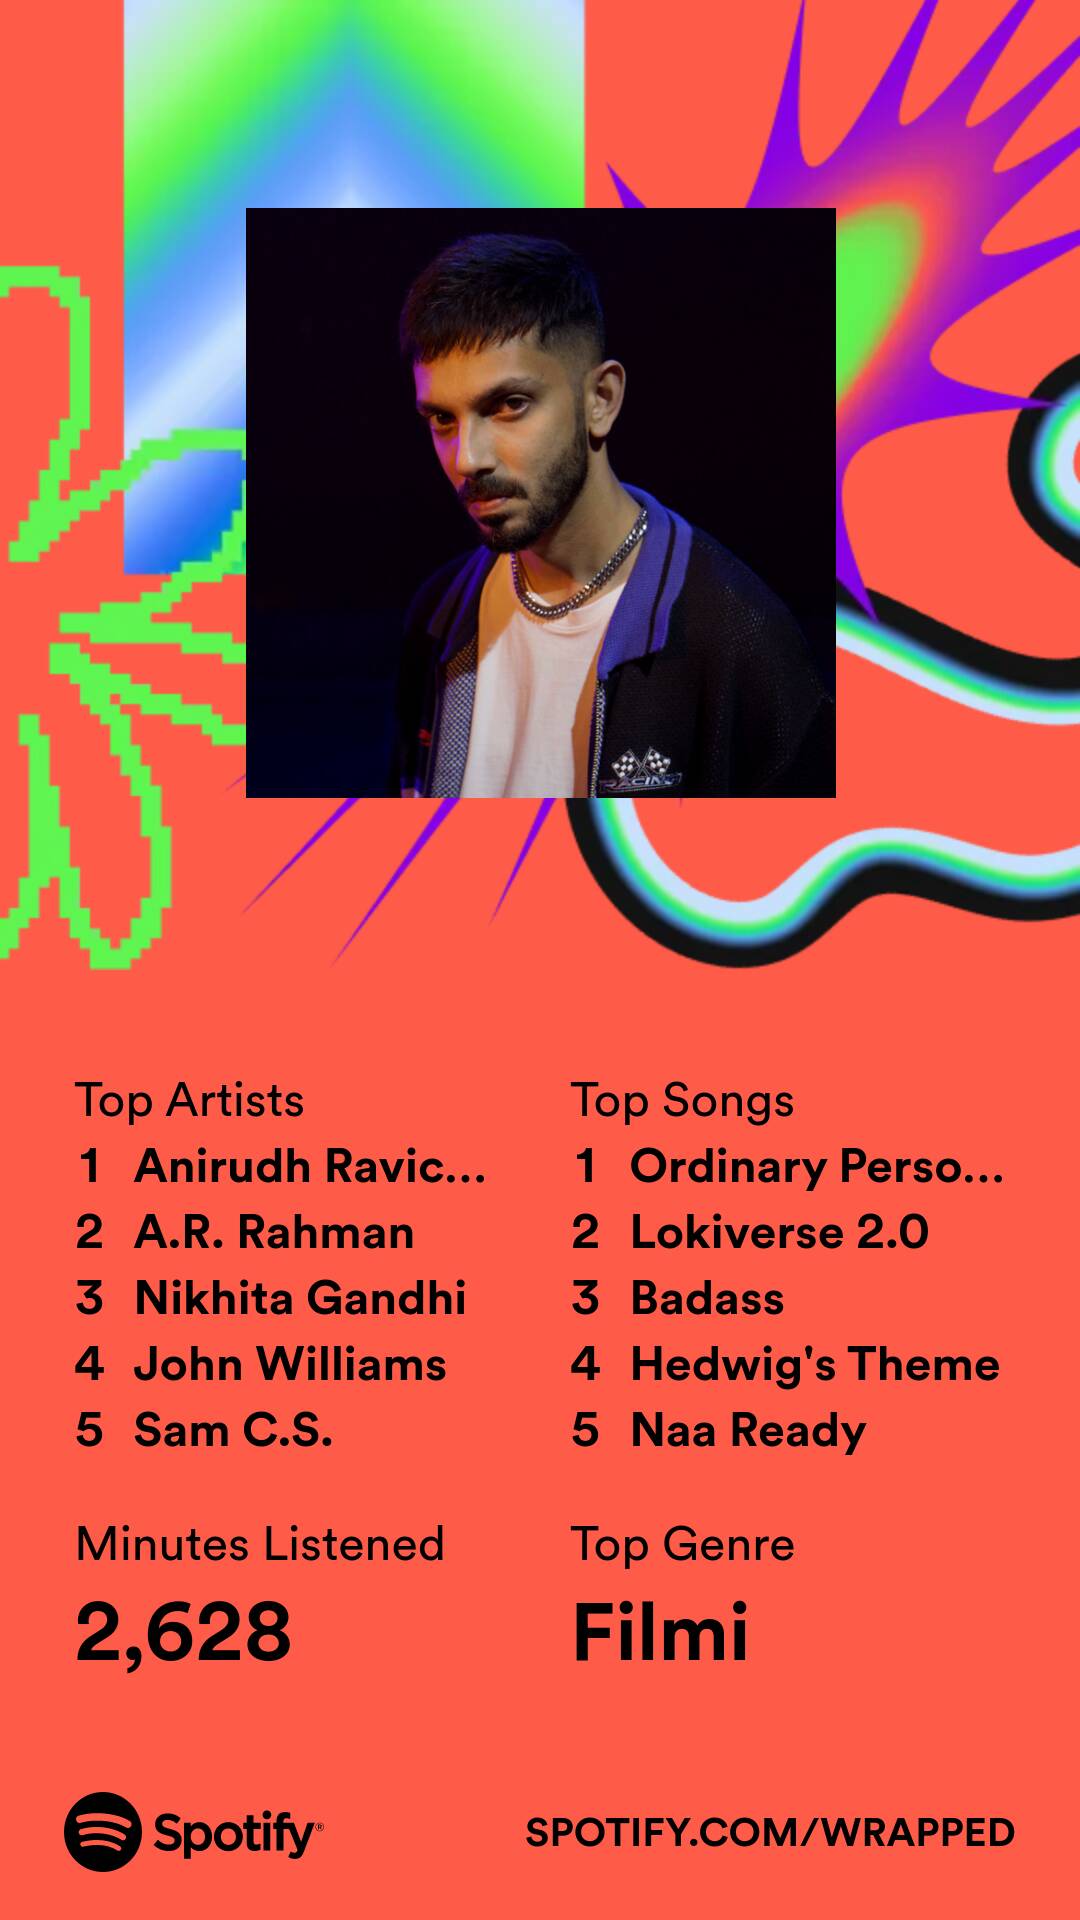 RACING
Top Artists
1 Anirudh Ravic...
2 A.R. Rahman
3 Nikhita Gandhi
4 John Williams
5 Sam C.S.
Top Songs
1 Ordinary Perso...
2 Lokiverse 2.0
3 Badass
4 Hedwig's Theme
5 Naa Ready
Minutes Listened
2,628
Top Genre
Filmi
Spotify®
SPOTIFY.COM/WRAPPED